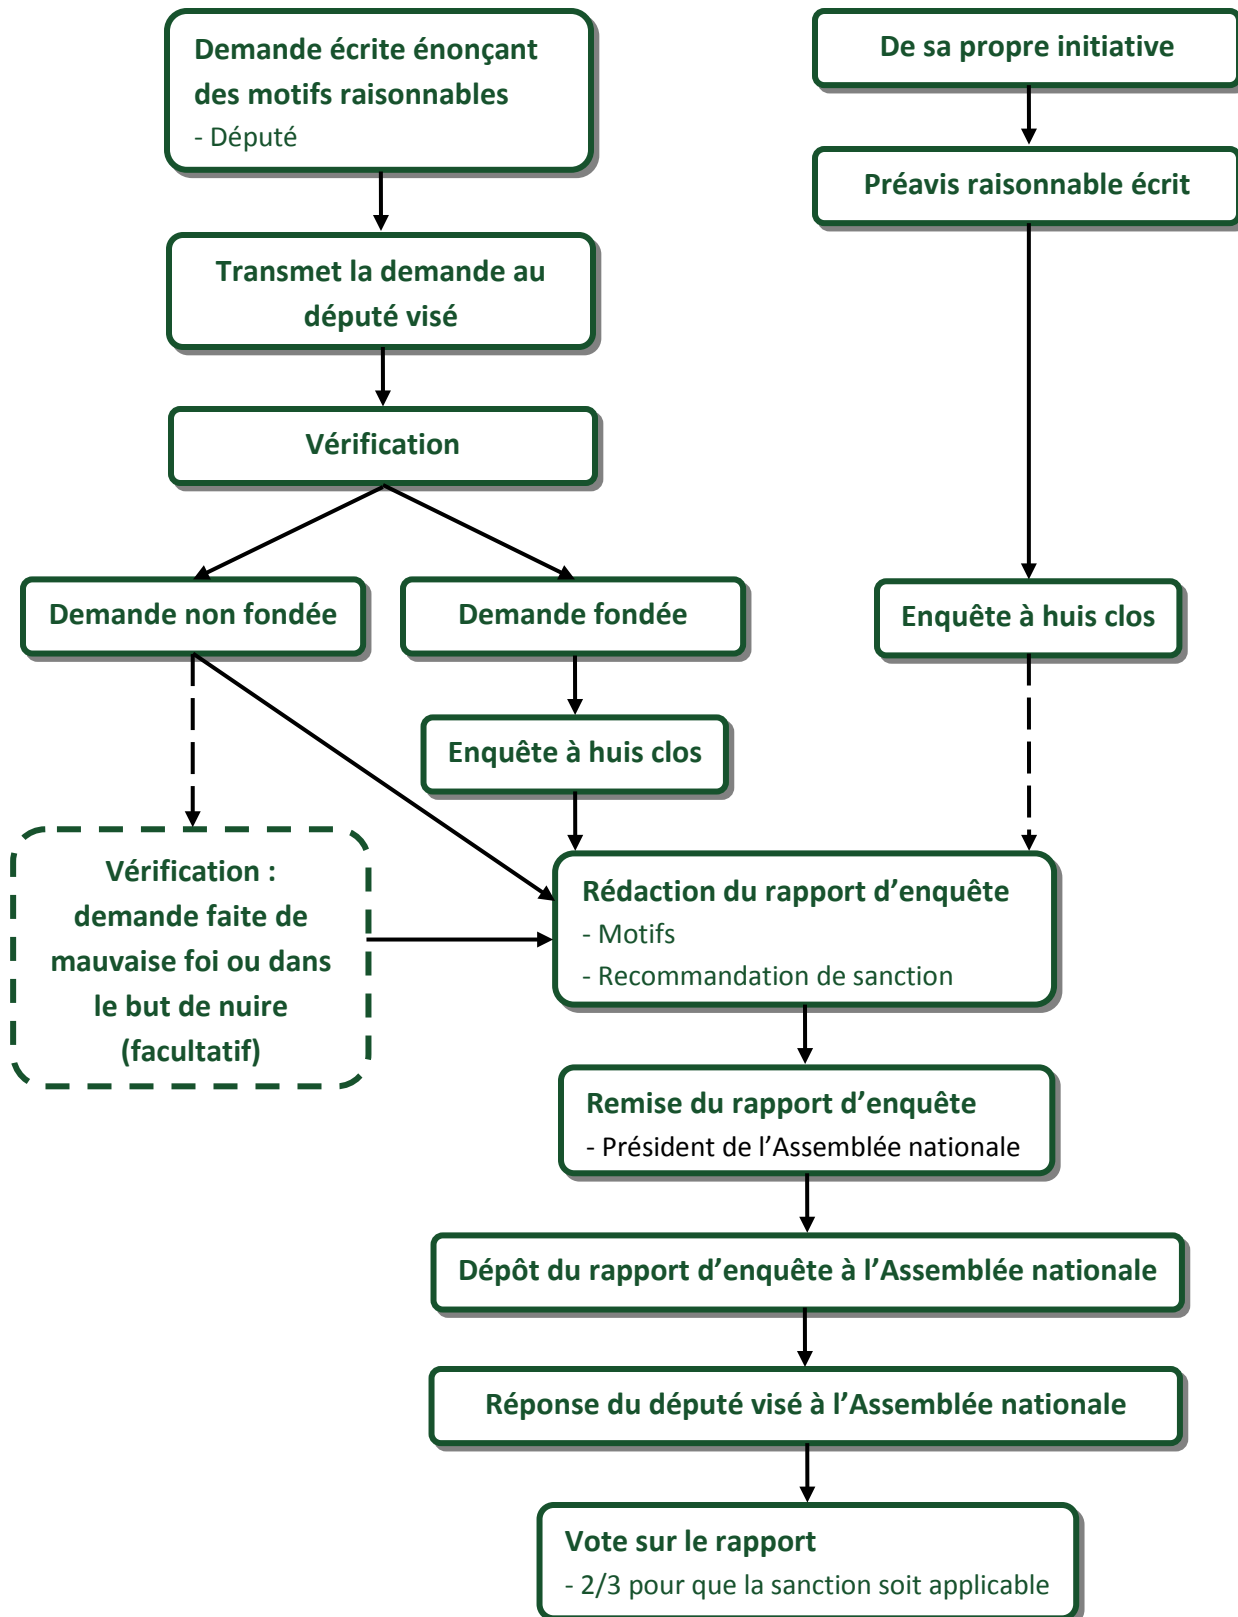 Demande écrite énonçant
des motifs raisonnables
- Député
De sa propre initiative
Préavis raisonnable écrit
Transmet la demande au
député visé
Vérification
Demande non fondée
Demande fondée
Enquête à huis clos
Enquête à huis clos
Vérification :
demande faite de
mauvaise foi ou dans
le but de nuire
(facultatif)
Rédaction du rapport d’enquête
- Motifs
- Recommandation de sanction
Remise du rapport d’enquête
- Président de l’Assemblée nationale
Dépôt du rapport d’enquête à l’Assemblée nationale
Réponse du député visé à l’Assemblée nationale
Vote sur le rapport
- 2/3 pour que la sanction soit applicable